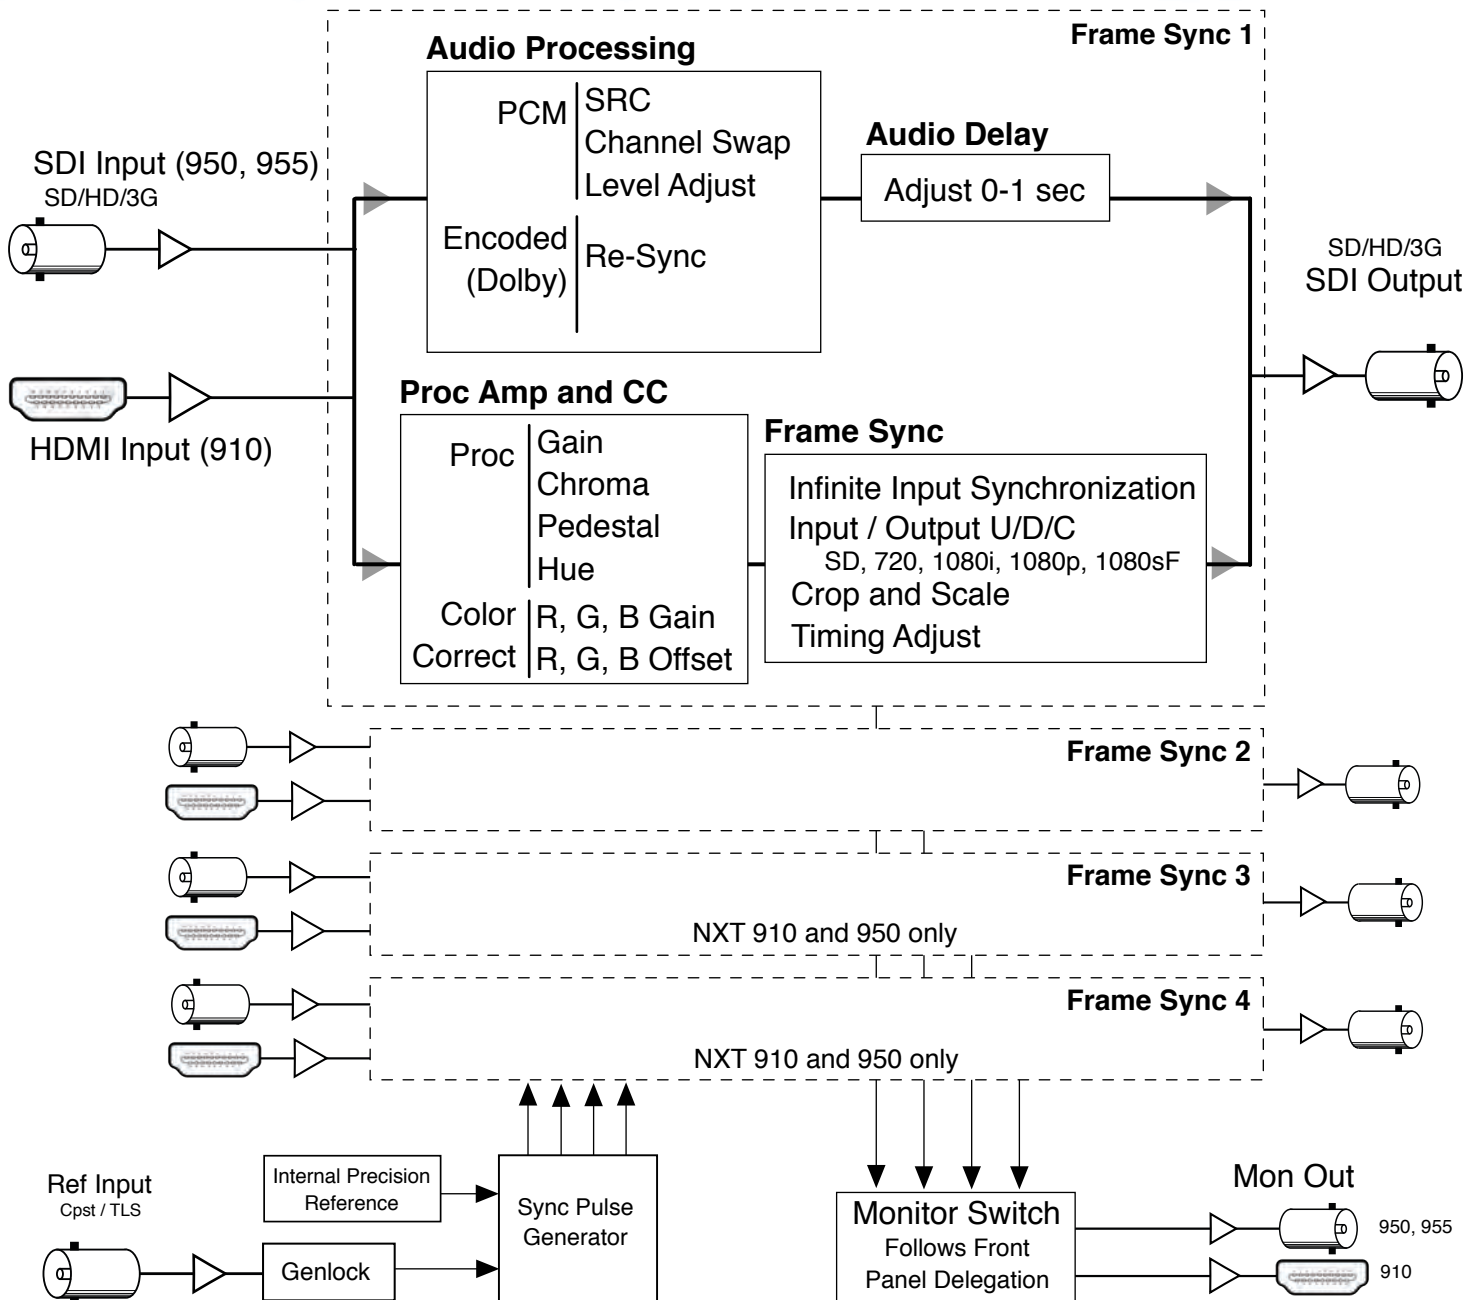 Frame Sync 1
Audio Processing
PCM
SRC
Channel Swap
Level Adjust
Encoded
(Dolby)
Re-Sync
Audio Delay
Adjust 0-1 sec
SDI Input (950, 955)
SD/HD/3G
HDMI Input (910)
SD/HD/3G
SDI Output
Proc Amp and CC
Proc
Gain
Chroma
Pedestal
Hue
Color
Correct
R, G, B Gain
R, G, B Offset
Frame Sync
Infinite Input Synchronization
Input / Output U/D/C
SD, 720, 1080i, 1080p, 1080sF
Crop and Scale
Timing Adjust
Frame Sync 2
Frame Sync 3
NXT 910 and 950 only
Frame Sync 4
NXT 910 and 950 only
Ref Input
Cpst / TLS
Internal Precision
Reference
Genlock
Sync Pulse
Generator
Monitor Switch
Follows Front
Panel Delegation
Mon Out
950, 955
910